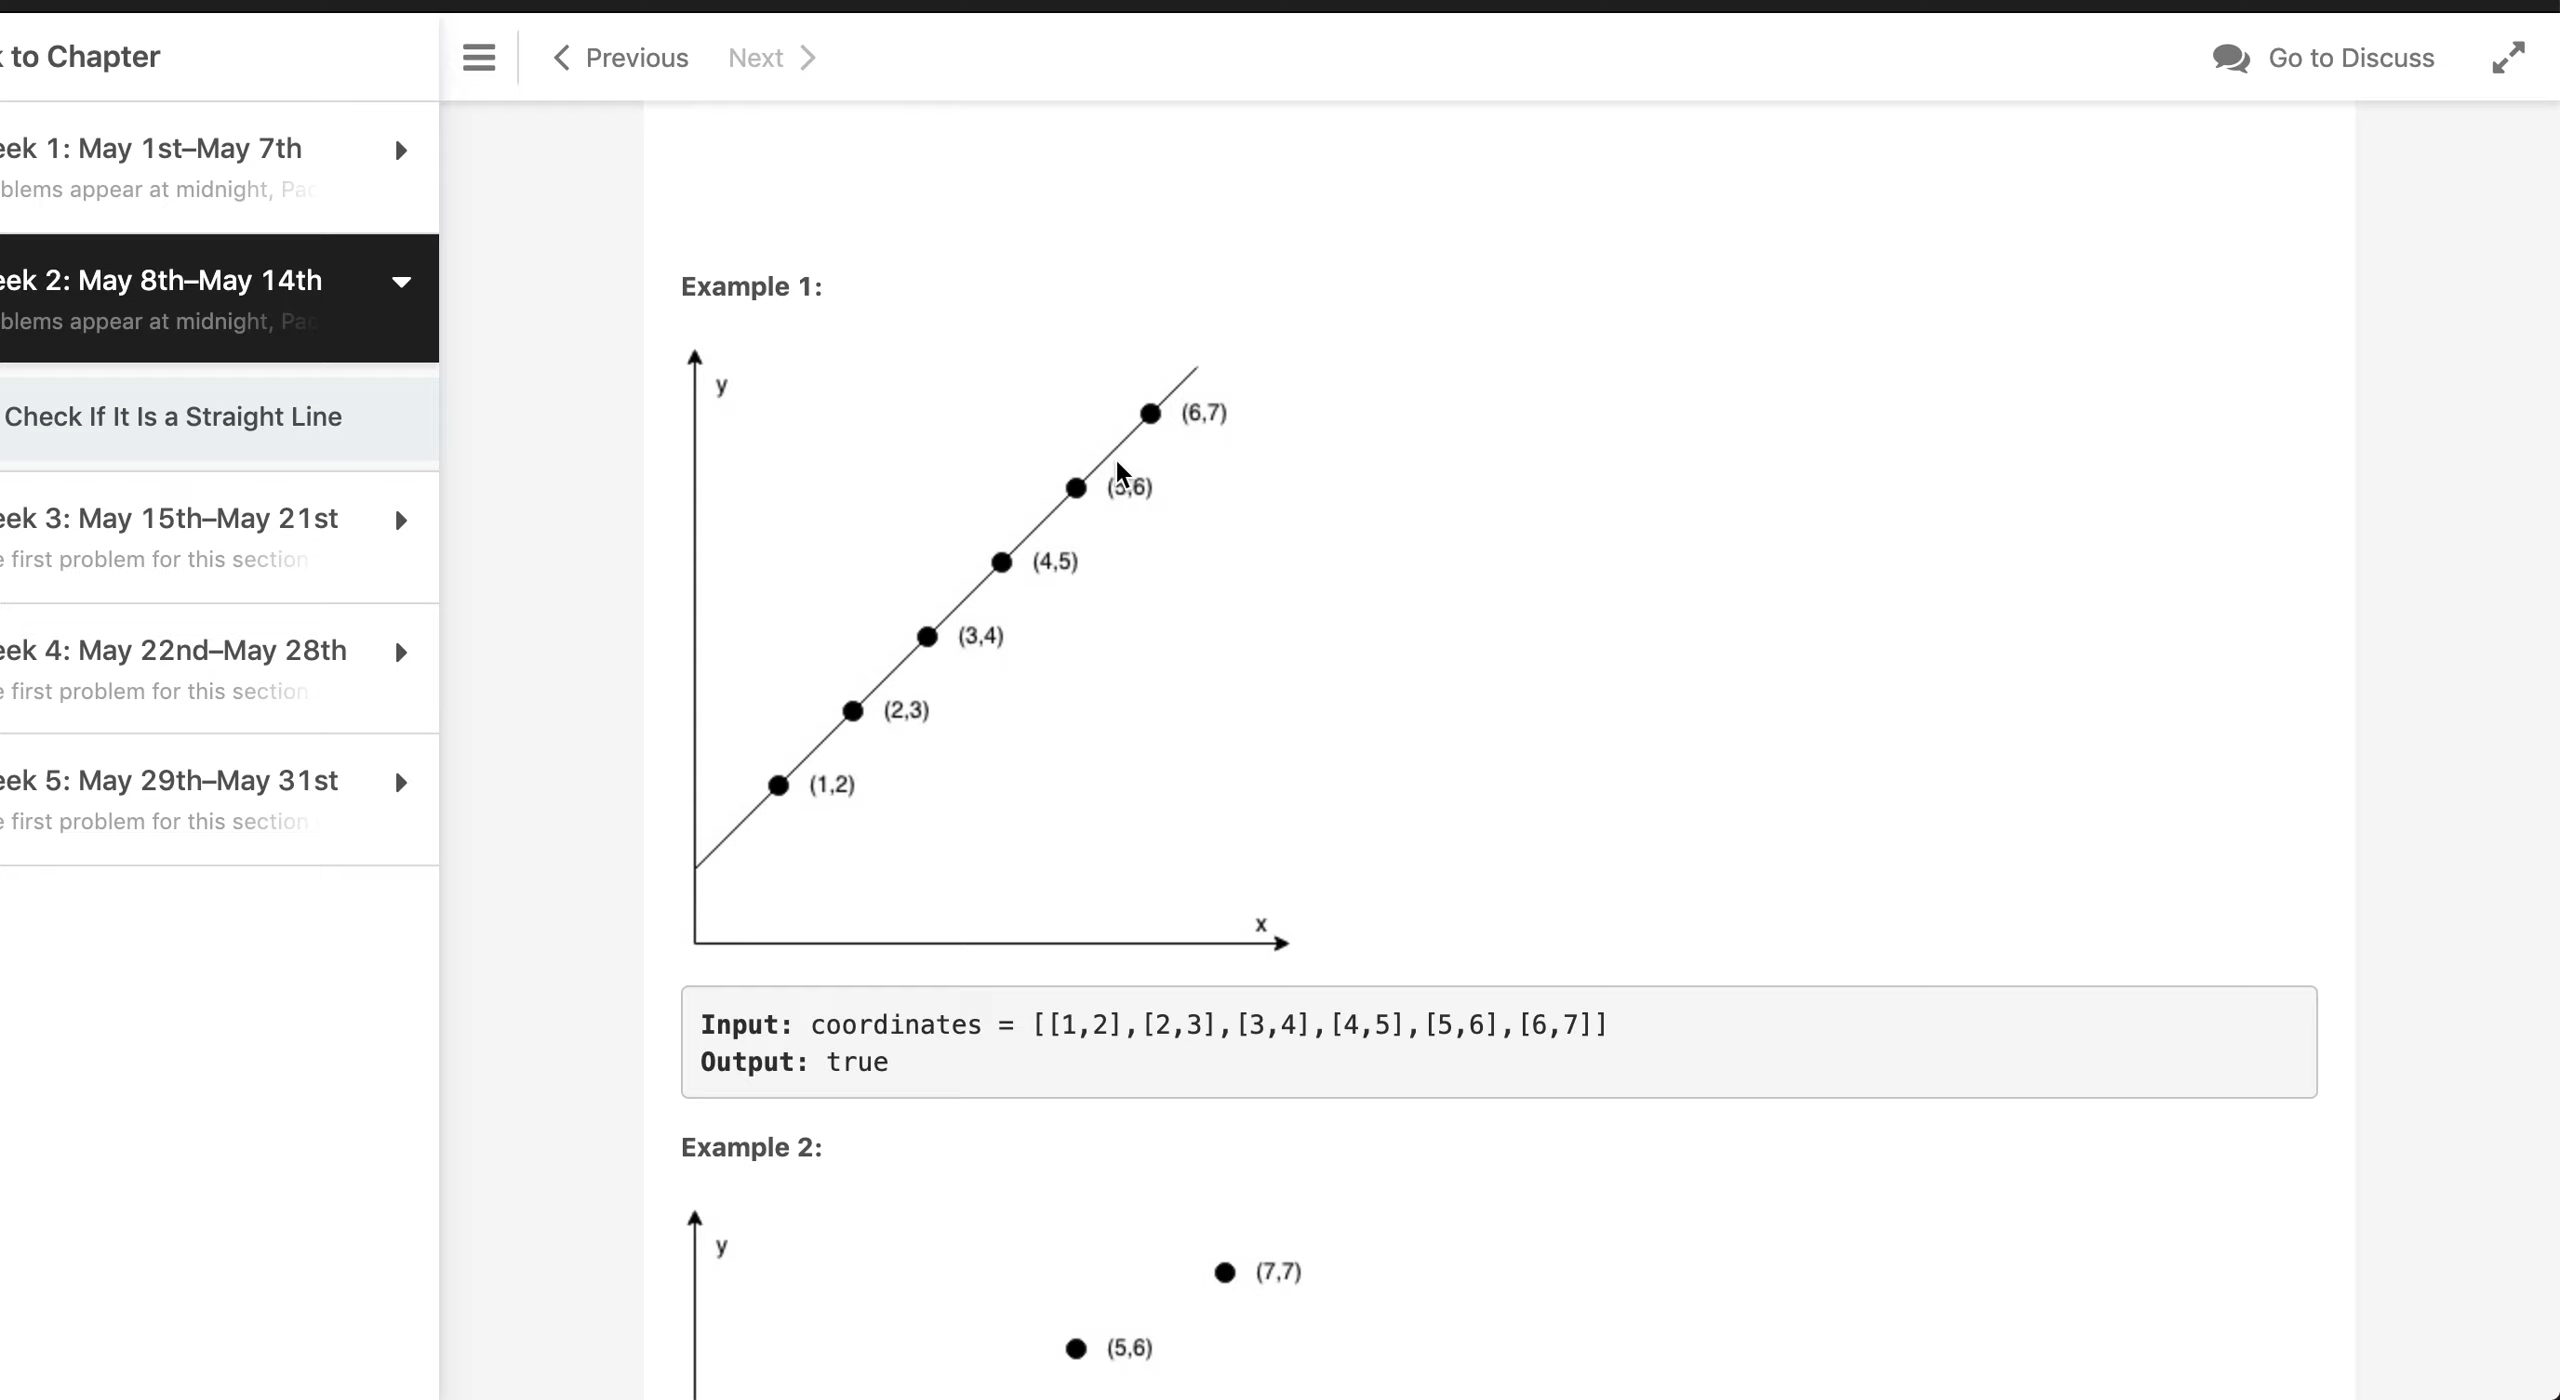 to Chapter
Previous Next
Go to Discuss
eek 1: May 1st–May 7th
blems appear at midnight,
eek 2: May 8th–May 14th
blems appear at midnight,
Check If It Is a Straight Line
eek 3: May 15th–May 21st
e first problem for this section
eek 4: May 22nd–May 28th
e first problem for this section
eek 5: May 29th–May 31st
e first problem for this section
Example 1:
y
(6,7)
(5,6)
(4,5)
(3,4)
(2,3)
(1,2)
x
Input: coordinates = [[1,2],[2,3],[3,4],[4,5],[5,6],[6,7]]
Output: true
Example 2:
y
(7,7)
(5,6)